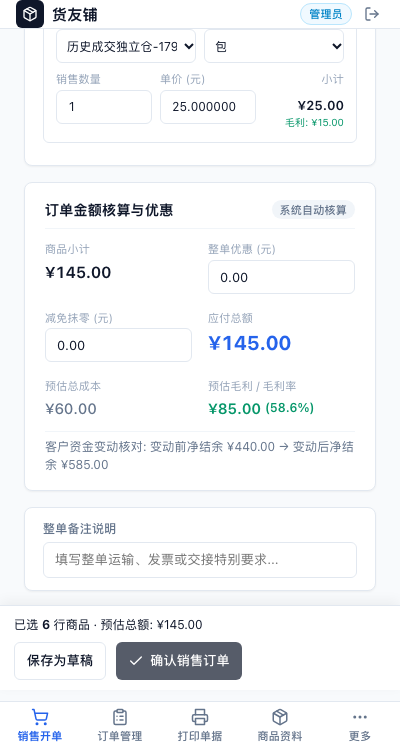 货友铺
管理员
历史成交独立仓-179
包
销售数量
单价 (元)
小计
1
25.000000
¥25.00
毛利: ¥15.00
订单金额核算与优惠
系统自动核算
商品小计
整单优惠 (元)
¥145.00
0.00
减免抹零 (元)
应付总额
0.00
¥145.00
预估总成本
预估毛利 / 毛利率
¥60.00
¥85.00 (58.6%)
客户资金变动核对: 变动前净结余 ¥440.00 → 变动后净结
余 ¥585.00
整单备注说明
填写整单运输、发票或交接特别要求...
已选 6 行商品 · 预估总额: ¥145.00
保存为草稿
确认销售订单
销售开单
订单管理
打印单据
商品资料
更多